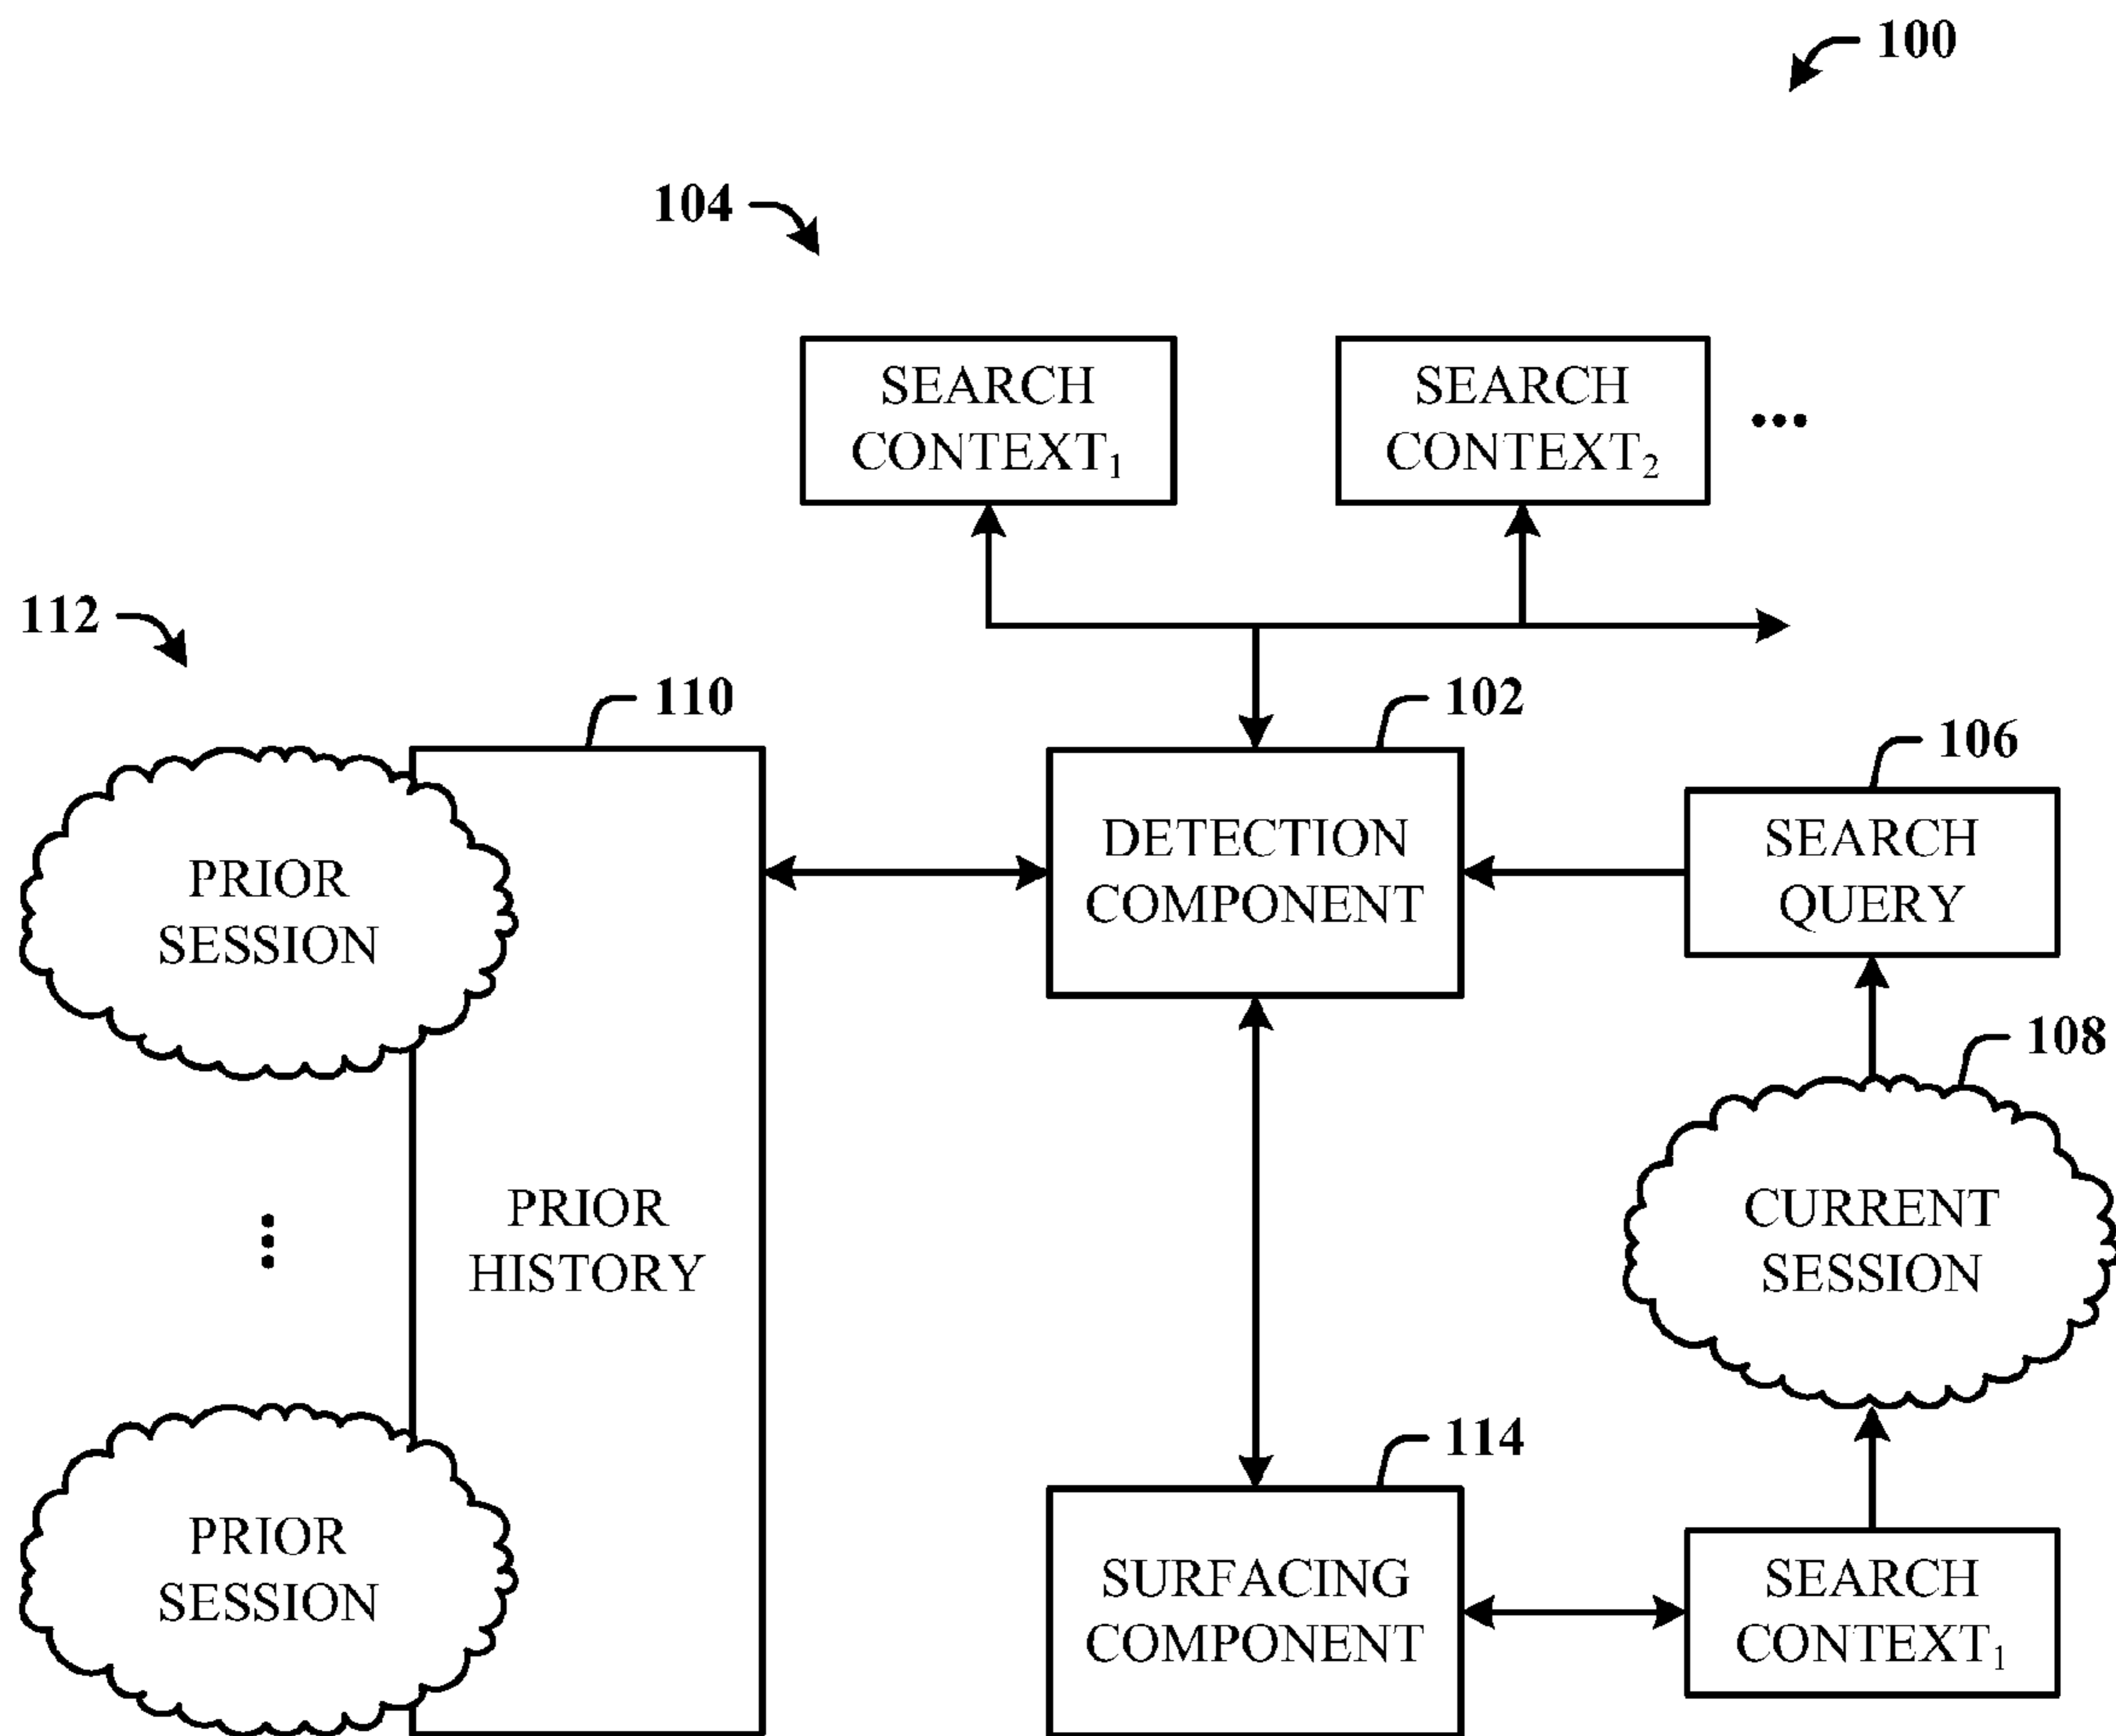 100
104
SEARCH
CONTEXT₁
SEARCH
CONTEXT₂
...
112
110
102
106
PRIOR
SESSION
DETECTION
COMPONENT
SEARCH
QUERY
108
PRIOR
HISTORY
CURRENT
SESSION
114
PRIOR
SESSION
SURFACING
COMPONENT
SEARCH
CONTEXT₁